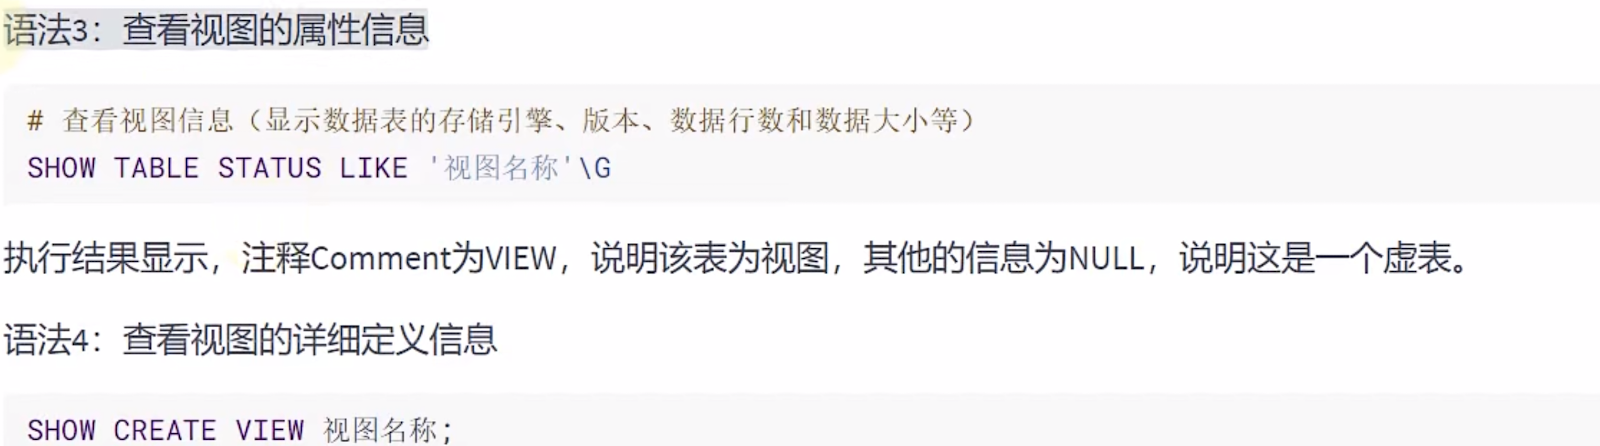 语法3：查看视图的属性信息
# 查看视图信息（显示数据表的存储引擎、版本、数据行数和数据大小等）
SHOW TABLE STATUS LIKE '视图名称'\G
执行结果显示，注释Comment为VIEW，说明该表为视图，其他的信息为NULL，说明这是一个虚表。
语法4：查看视图的详细定义信息
SHOW CREATE VIEW 视图名称;